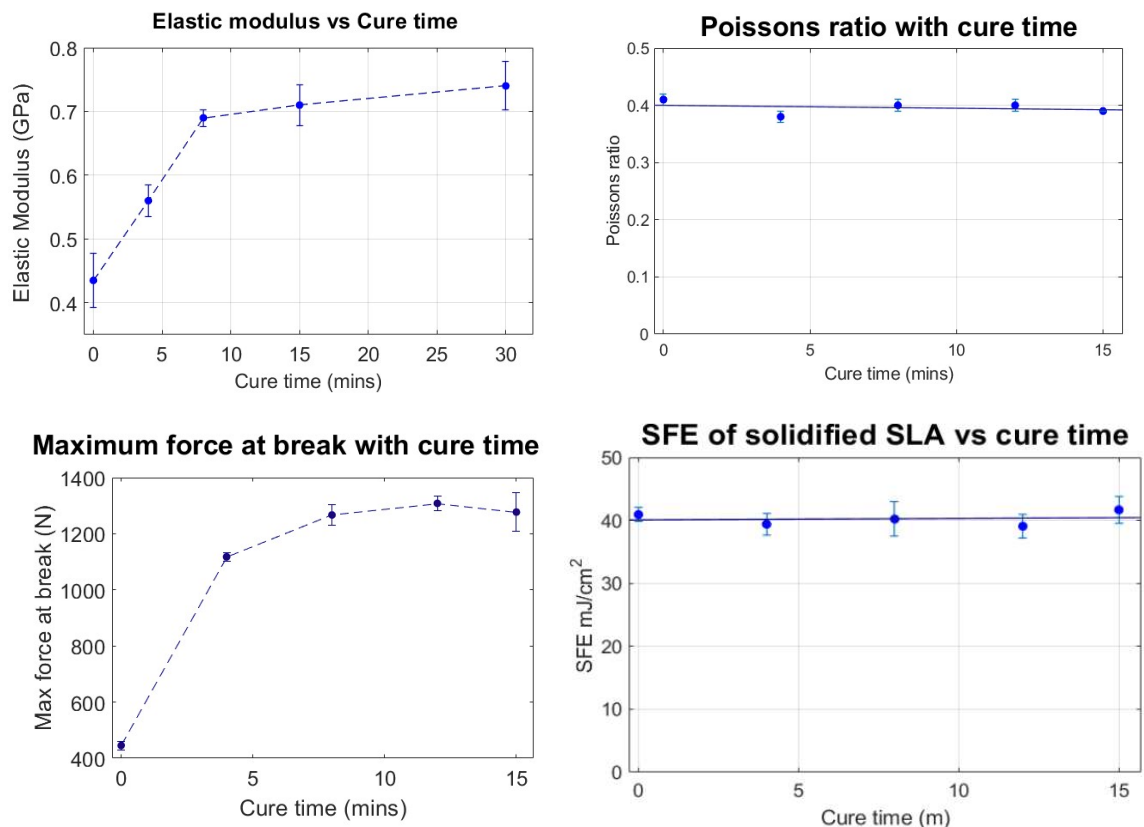 Elastic modulus vs Cure time
0.8
0.7
0.6
0.5
0.4
Elastic Modulus (GPa)
0 5 10 15 20 25 30
Cure time (mins)
Poissons ratio with cure time
0.5
0.4
0.3
0.2
0.1
0
Poissons ratio
0 5 10 15
Cure time (mins)
Maximum force at break with cure time
1400
1200
1000
800
600
400
Max force at break (N)
0 5 10 15
Cure time (mins)
SFE of solidified SLA vs cure time
50
40
30
20
10
0
SFE mJ/cm²
0 5 10 15
Cure time (m)